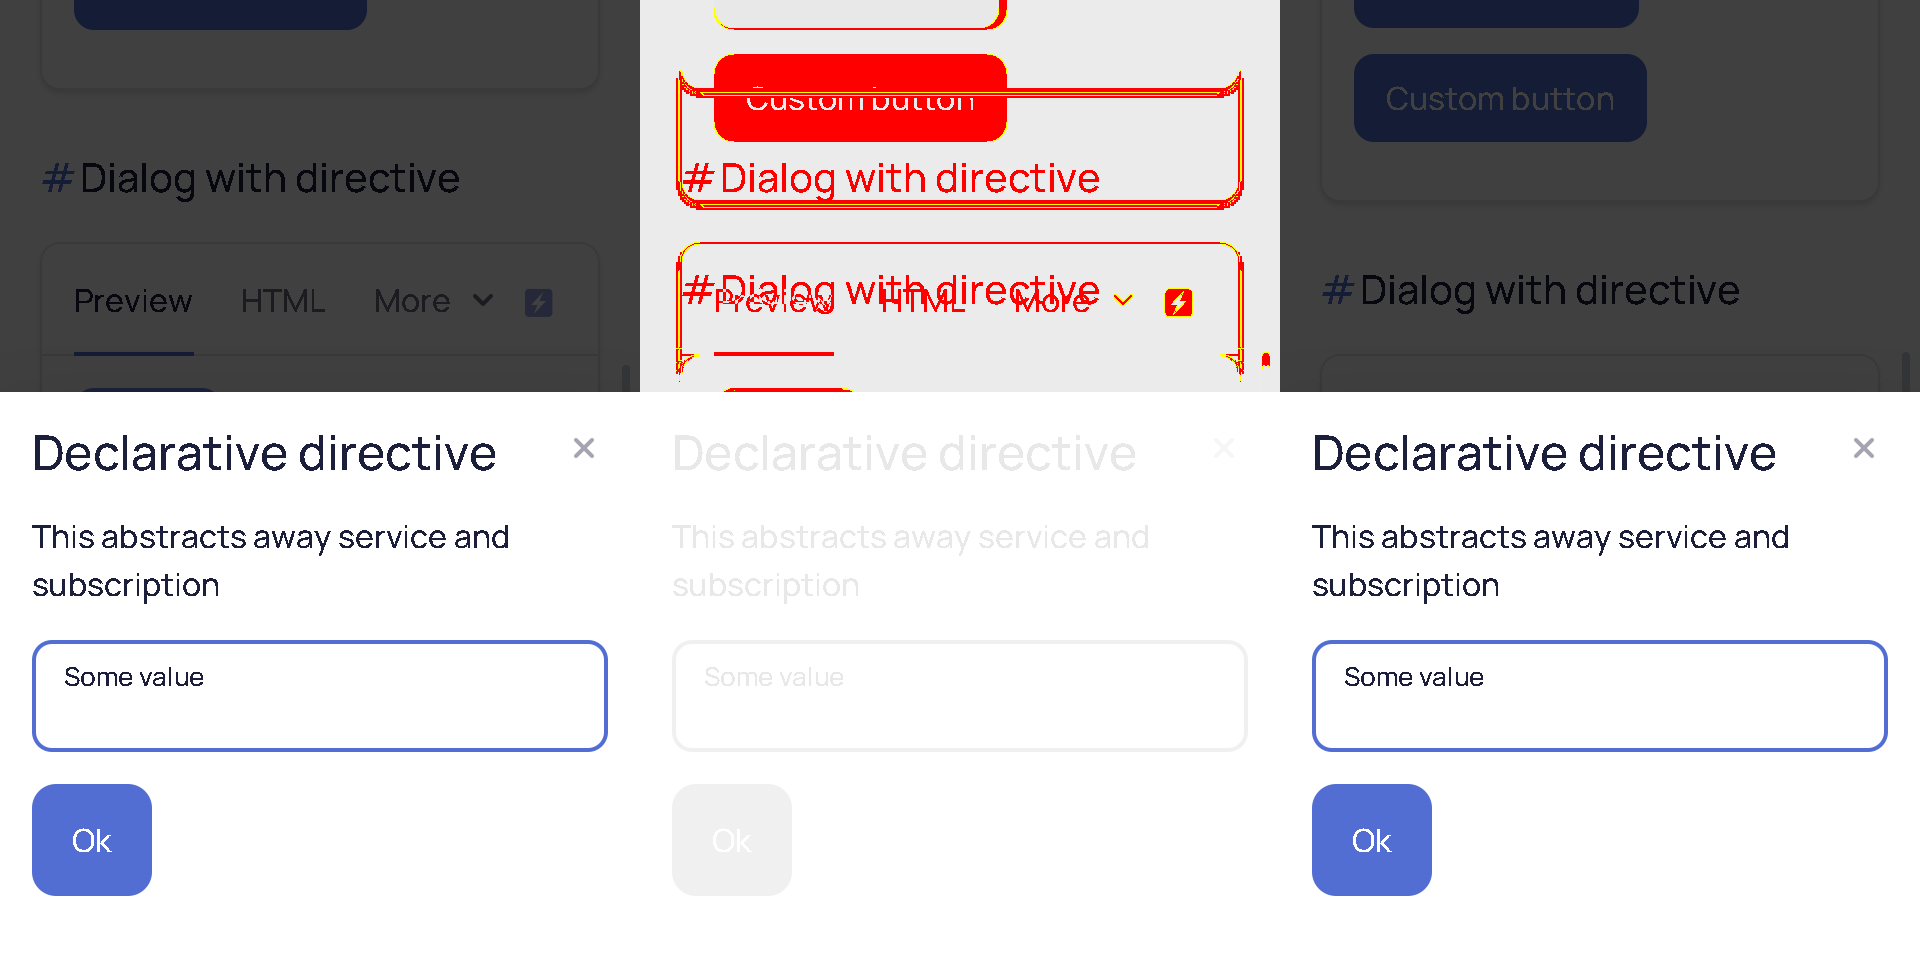 # Dialog with directive
Preview HTML More
Declarative directive
This abstracts away service and
subscription
Some value
Ok
Custom button
# Dialog with directive
# Dialog with directive
Preview HTML More
Declarative directive
This abstracts away service and
subscription
Some value
Ok
Custom button
# Dialog with directive
Declarative directive
This abstracts away service and
subscription
Some value
Ok